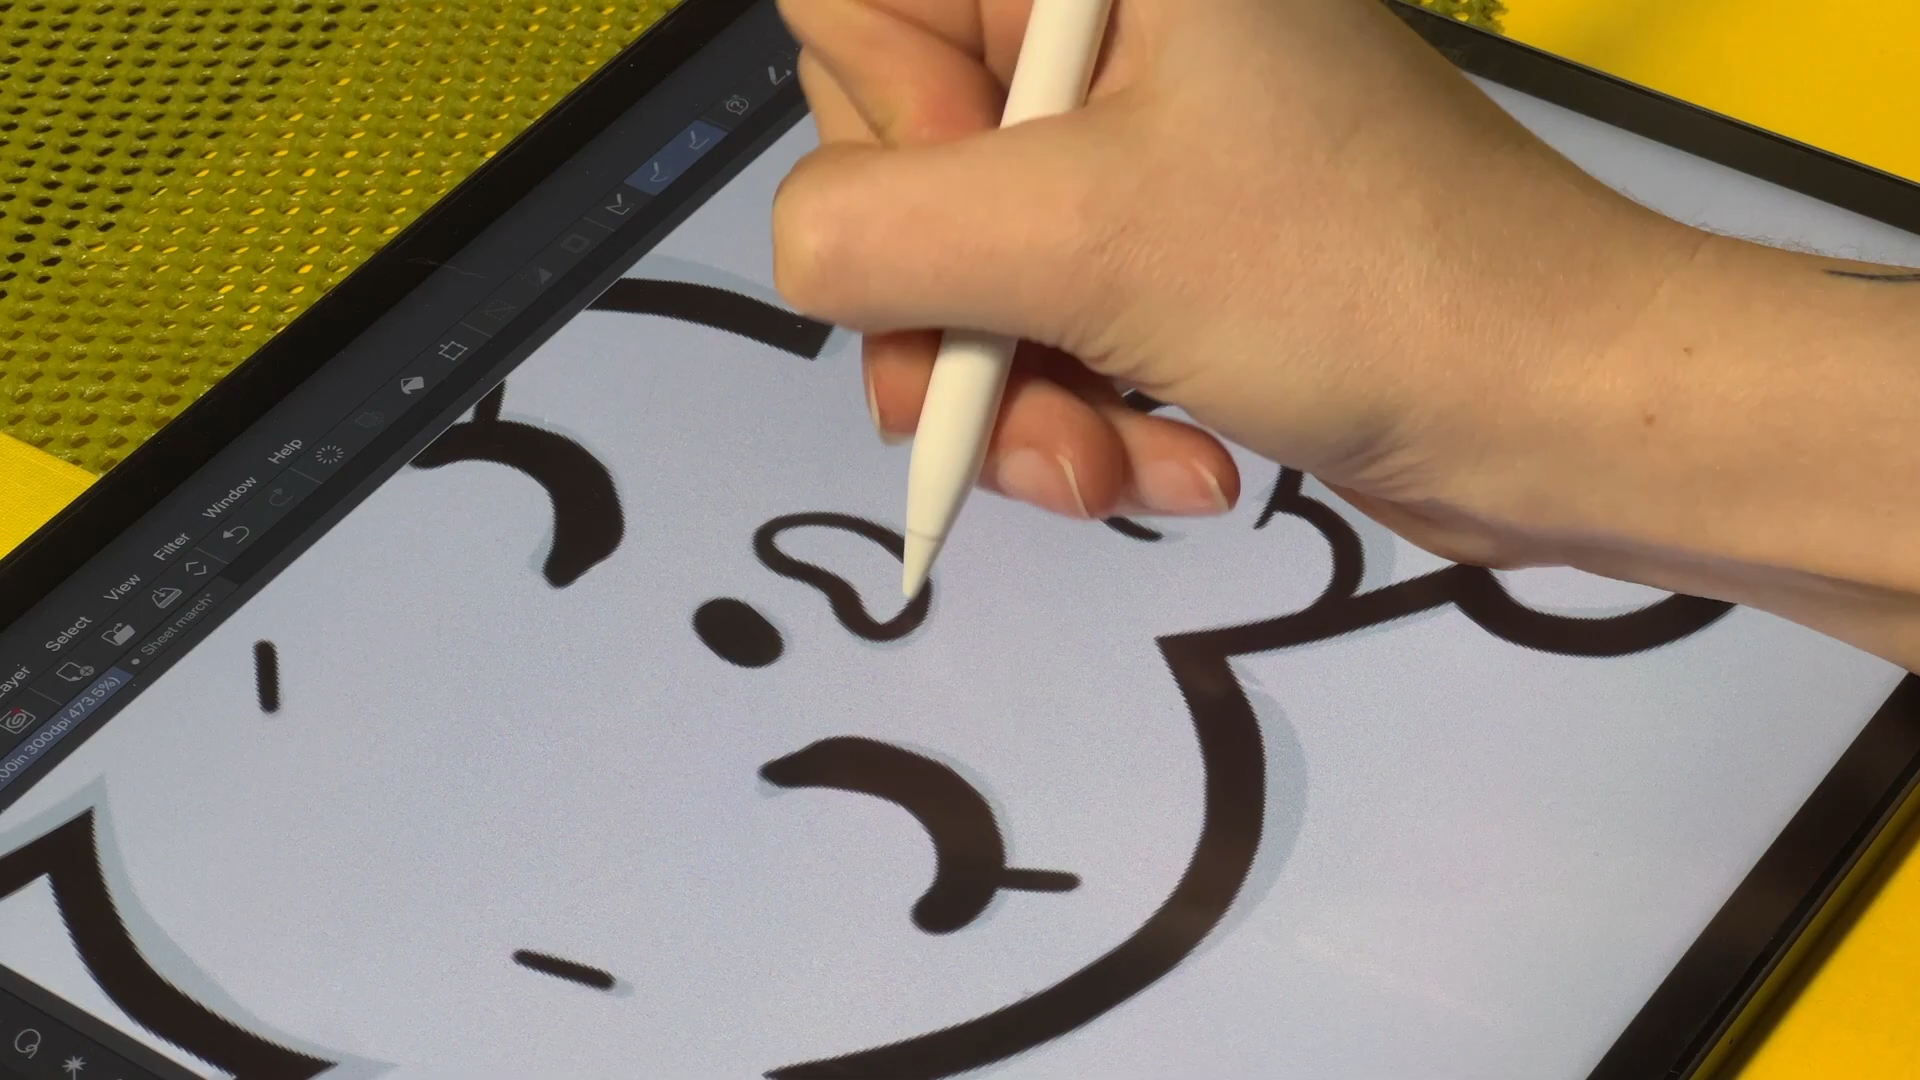 Layer Select View Filter Window Help
Sheet march*
00in 300dpi 473.5%)